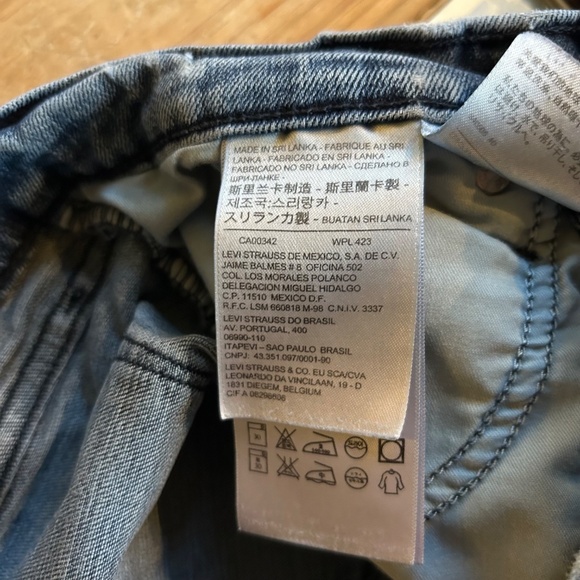 MADE IN SRI LANKA - FABRIQUE AU SRI
LANKA - FABRICADO EN SRI LANKA -
FABRICADO NO SRI LANKA - СДЕЛАНО В
ШРИ-ЛАНКЕ -
斯里兰卡制造 - 斯里蘭卡製 -
제조국:스리랑카 -
スリランカ製 - BUATAN SRI LANKA
CA00342 WPL 423
LEVI STRAUSS DE MEXICO, S.A. DE C.V.
JAIME BALMES # 8 OFICINA 502
COL. LOS MORALES POLANCO
DELEGACION MIGUEL HIDALGO
C.P. 11510 MEXICO D.F.
R.F.C. LSM 660818 M-98 C.N.I.V. 3337
LEVI STRAUSS DO BRASIL
AV. PORTUGAL, 400
06690-110
ITAPEVI - SAO PAULO BRASIL
CNPJ: 43.351.097/0001-90
LEVI STRAUSS & CO. EU SCA/CVA
LEONARDO DA VINCILAAN, 19 - D
1831 DIEGEM, BELGIUM
C/F A 08298606